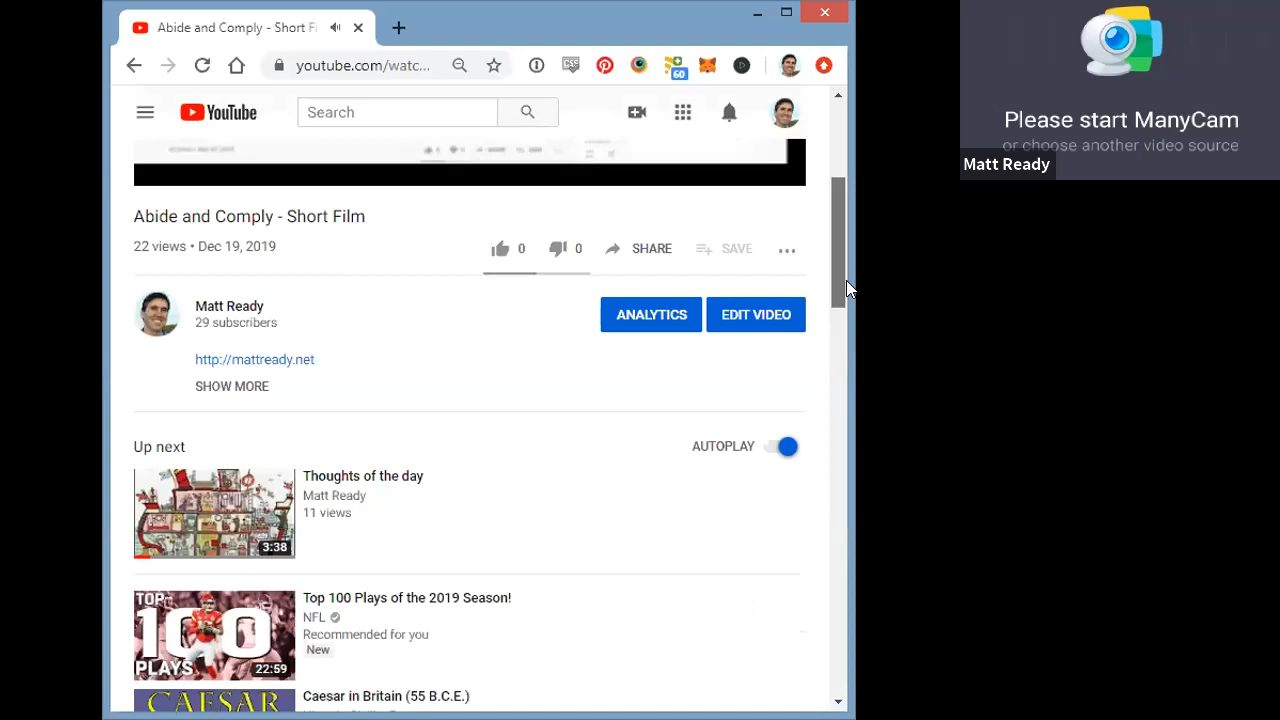 Abide and Comply - Short Fi
youtube.com/watc...
60
YouTube
Search
Abide and Comply - Short Film
22 views • Dec 19, 2019
0
0
SHARE
SAVE
Matt Ready
29 subscribers
ANALYTICS
EDIT VIDEO
http://mattready.net
SHOW MORE
Up next
AUTOPLAY
Thoughts of the day
Matt Ready
11 views
3:38
TOP
100
PLAYS
22:59
Top 100 Plays of the 2019 Season!
NFL
Recommended for you
New
CAESAR
Caesar in Britain (55 B.C.E.)
Please start ManyCam
or choose another video source
Matt Ready